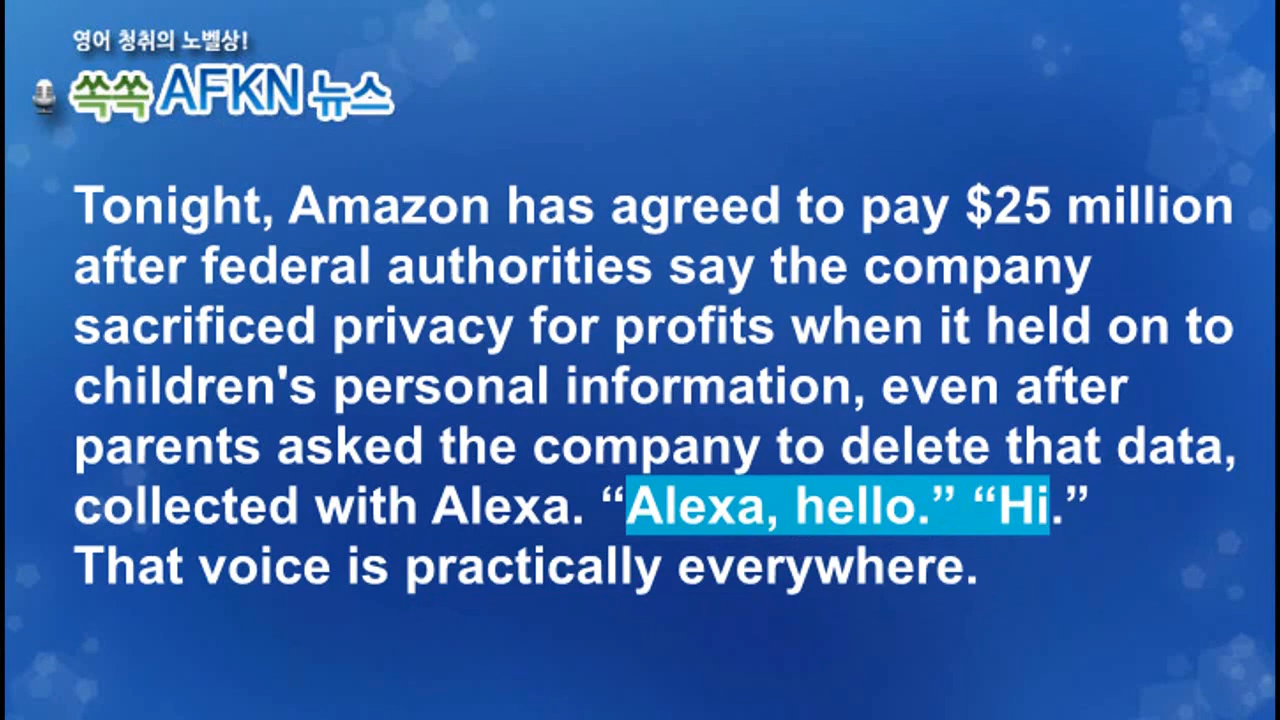 영어 청취의 노벨상!
쏙쏙 AFKN 뉴스
Tonight, Amazon has agreed to pay $25 million
after federal authorities say the company
sacrificed privacy for profits when it held on to
children's personal information, even after
parents asked the company to delete that data,
collected with Alexa. “Alexa, hello.” “Hi.”
That voice is practically everywhere.